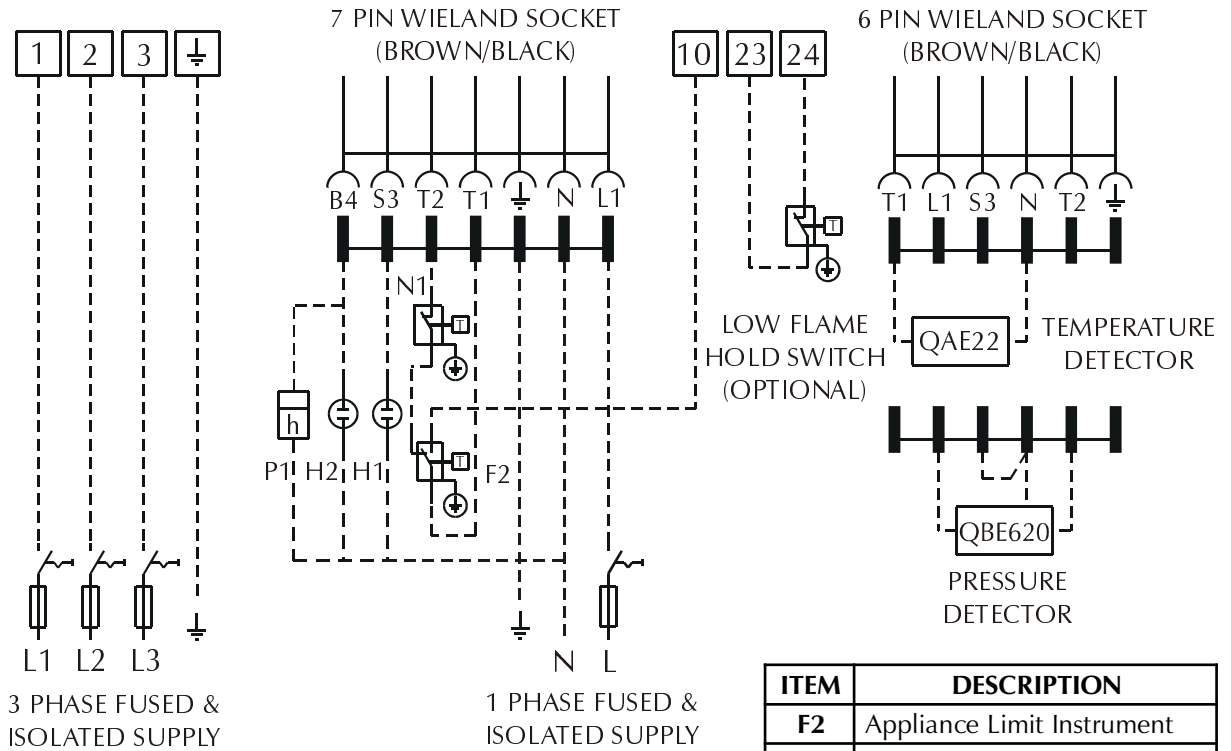 7 PIN WIELAND SOCKET
(BROWN/BLACK)
6 PIN WIELAND SOCKET
(BROWN/BLACK)
1 2 3
10 23 24
B4 S3 T2 T1 N L1
T1 L1 S3 N T2
T
N1
T
LOW FLAME
HOLD SWITCH
(OPTIONAL)
QAE22
TEMPERATURE
DETECTOR
h
P1 H2 H1
T
F2
QBE620
PRESSURE
DETECTOR
L1 L2 L3
N L
3 PHASE FUSED &
ISOLATED SUPPLY
1 PHASE FUSED &
ISOLATED SUPPLY
ITEM DESCRIPTION
F2 Appliance Limit Instrument